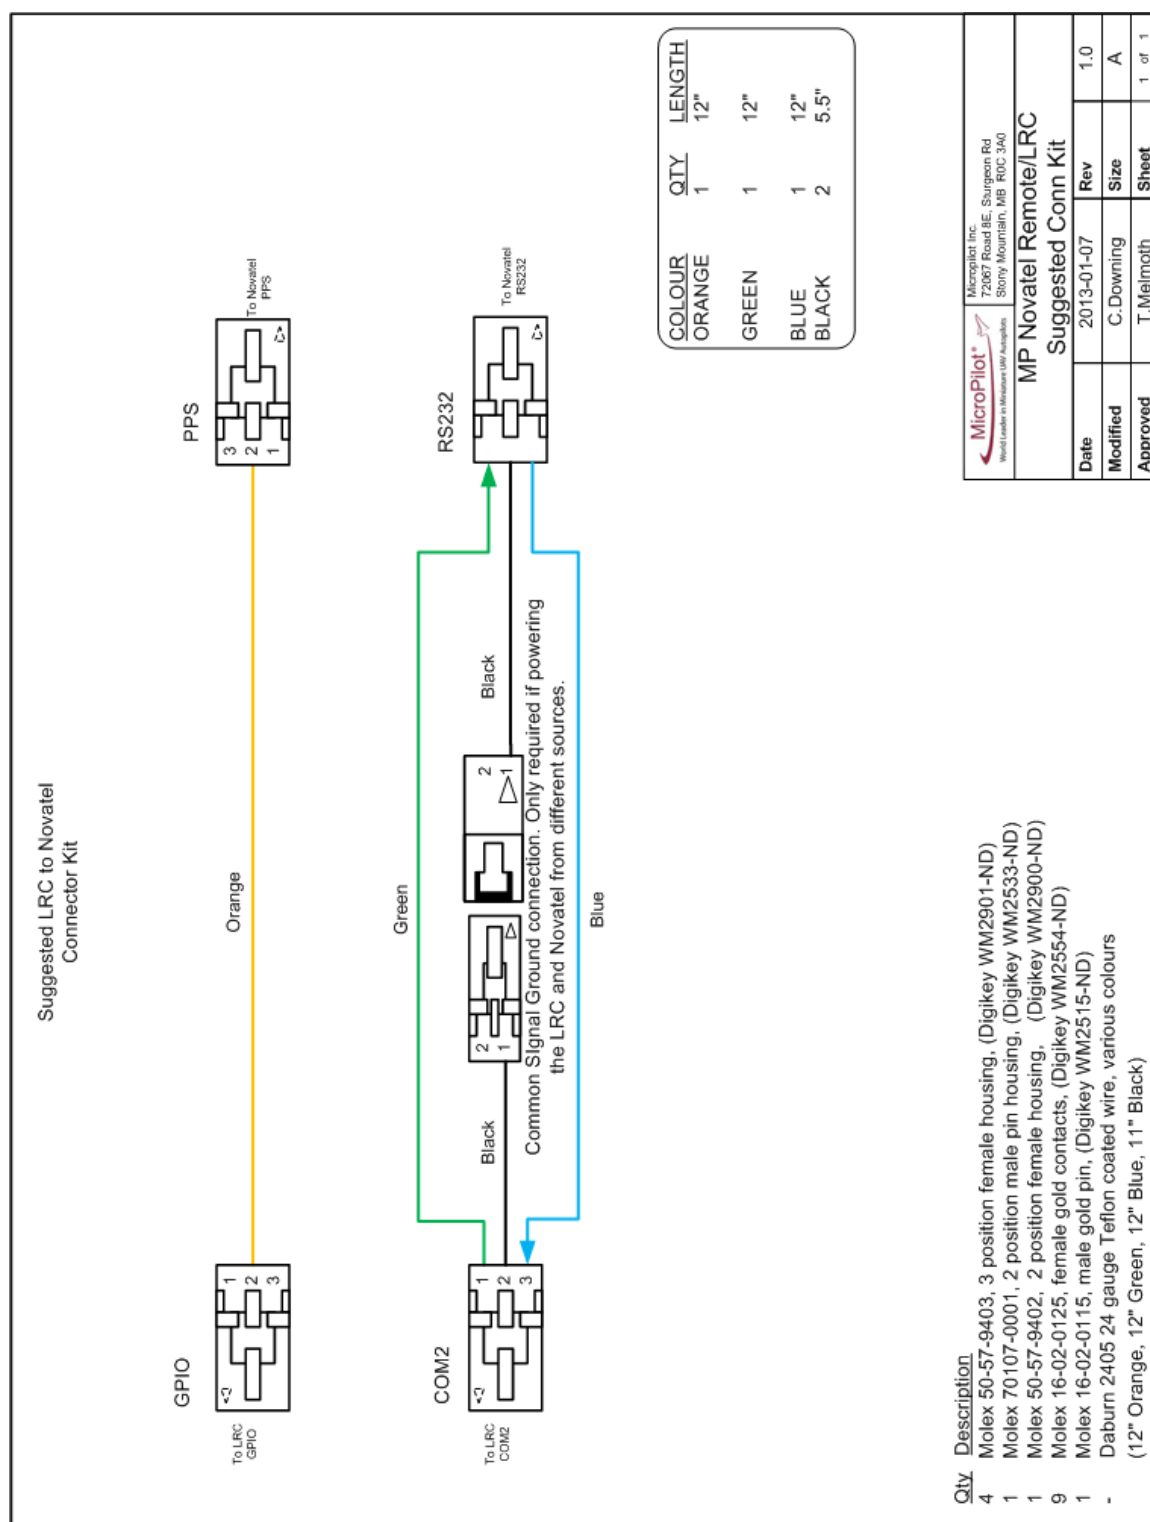 Suggested LRC to Novatel
Connector Kit
GPIO
To LRC
GPIO
1
2
3
Orange
PPS
3
2
1
To Novatel
PPS
COM2
To LRC
COM2
1
2
3
Green
Black
2
1
2
1
Black
Common SIgnal Ground connection. Only required if powering
the LRC and Novatel from different sources.
Blue
RS232
To Novatel
RS232
COLOUR QTY LENGTH
ORANGE 1 12"
GREEN 1 12"
BLUE 1 12"
BLACK 2 5.5"
Qty Description
4 Molex 50-57-9403, 3 position female housing, (Digikey WM2901-ND)
1 Molex 70107-0001, 2 position male pin housing, (Digikey WM2533-ND)
1 Molex 50-57-9402, 2 position female housing, (Digikey WM2900-ND)
9 Molex 16-02-0125, female gold contacts, (Digikey WM2554-ND)
1 Molex 16-02-0115, male gold pin, (Digikey WM2515-ND)
- Daburn 2405 24 gauge Teflon coated wire, various colours
(12" Orange, 12" Green, 12" Blue, 11" Black)
MicroPilot®
World Leader in Miniature UAV Autopilots
Micropilot Inc.
72067 Road 8E, Sturgeon Rd
Stony Mountain, MB R0C 3A0
MP Novatel Remote/LRC
Suggested Conn Kit
Date 2013-01-07 Rev 1.0
Modified C.Downing Size A
Approved T.Melmoth Sheet 1 of 1